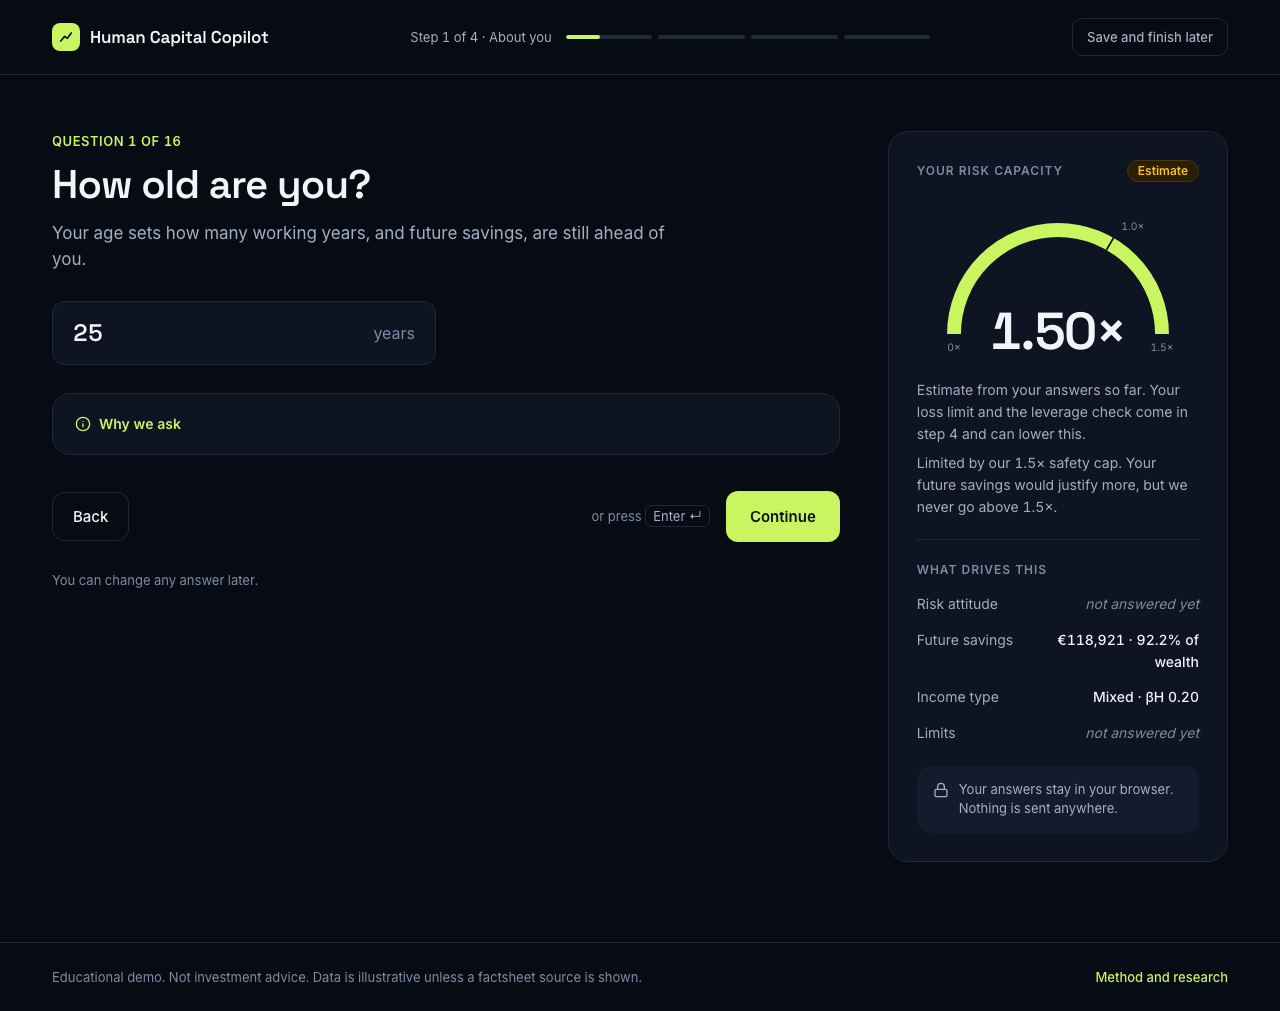 Human Capital Copilot
Step 1 of 4 · About you
Save and finish later
QUESTION 1 OF 16
How old are you?
Your age sets how many working years, and future savings, are still ahead of
you.
25
years
Why we ask
Back
or press Enter ↵
Continue
You can change any answer later.
YOUR RISK CAPACITY
Estimate
1.0×
1.50×
0×
1.5×
Estimate from your answers so far. Your
loss limit and the leverage check come in
step 4 and can lower this.
Limited by our 1.5× safety cap. Your
future savings would justify more, but we
never go above 1.5×.
WHAT DRIVES THIS
Risk attitude
not answered yet
Future savings
€118,921 · 92.2% of
wealth
Income type
Mixed · βH 0.20
Limits
not answered yet
Your answers stay in your browser.
Nothing is sent anywhere.
Educational demo. Not investment advice. Data is illustrative unless a factsheet source is shown.
Method and research